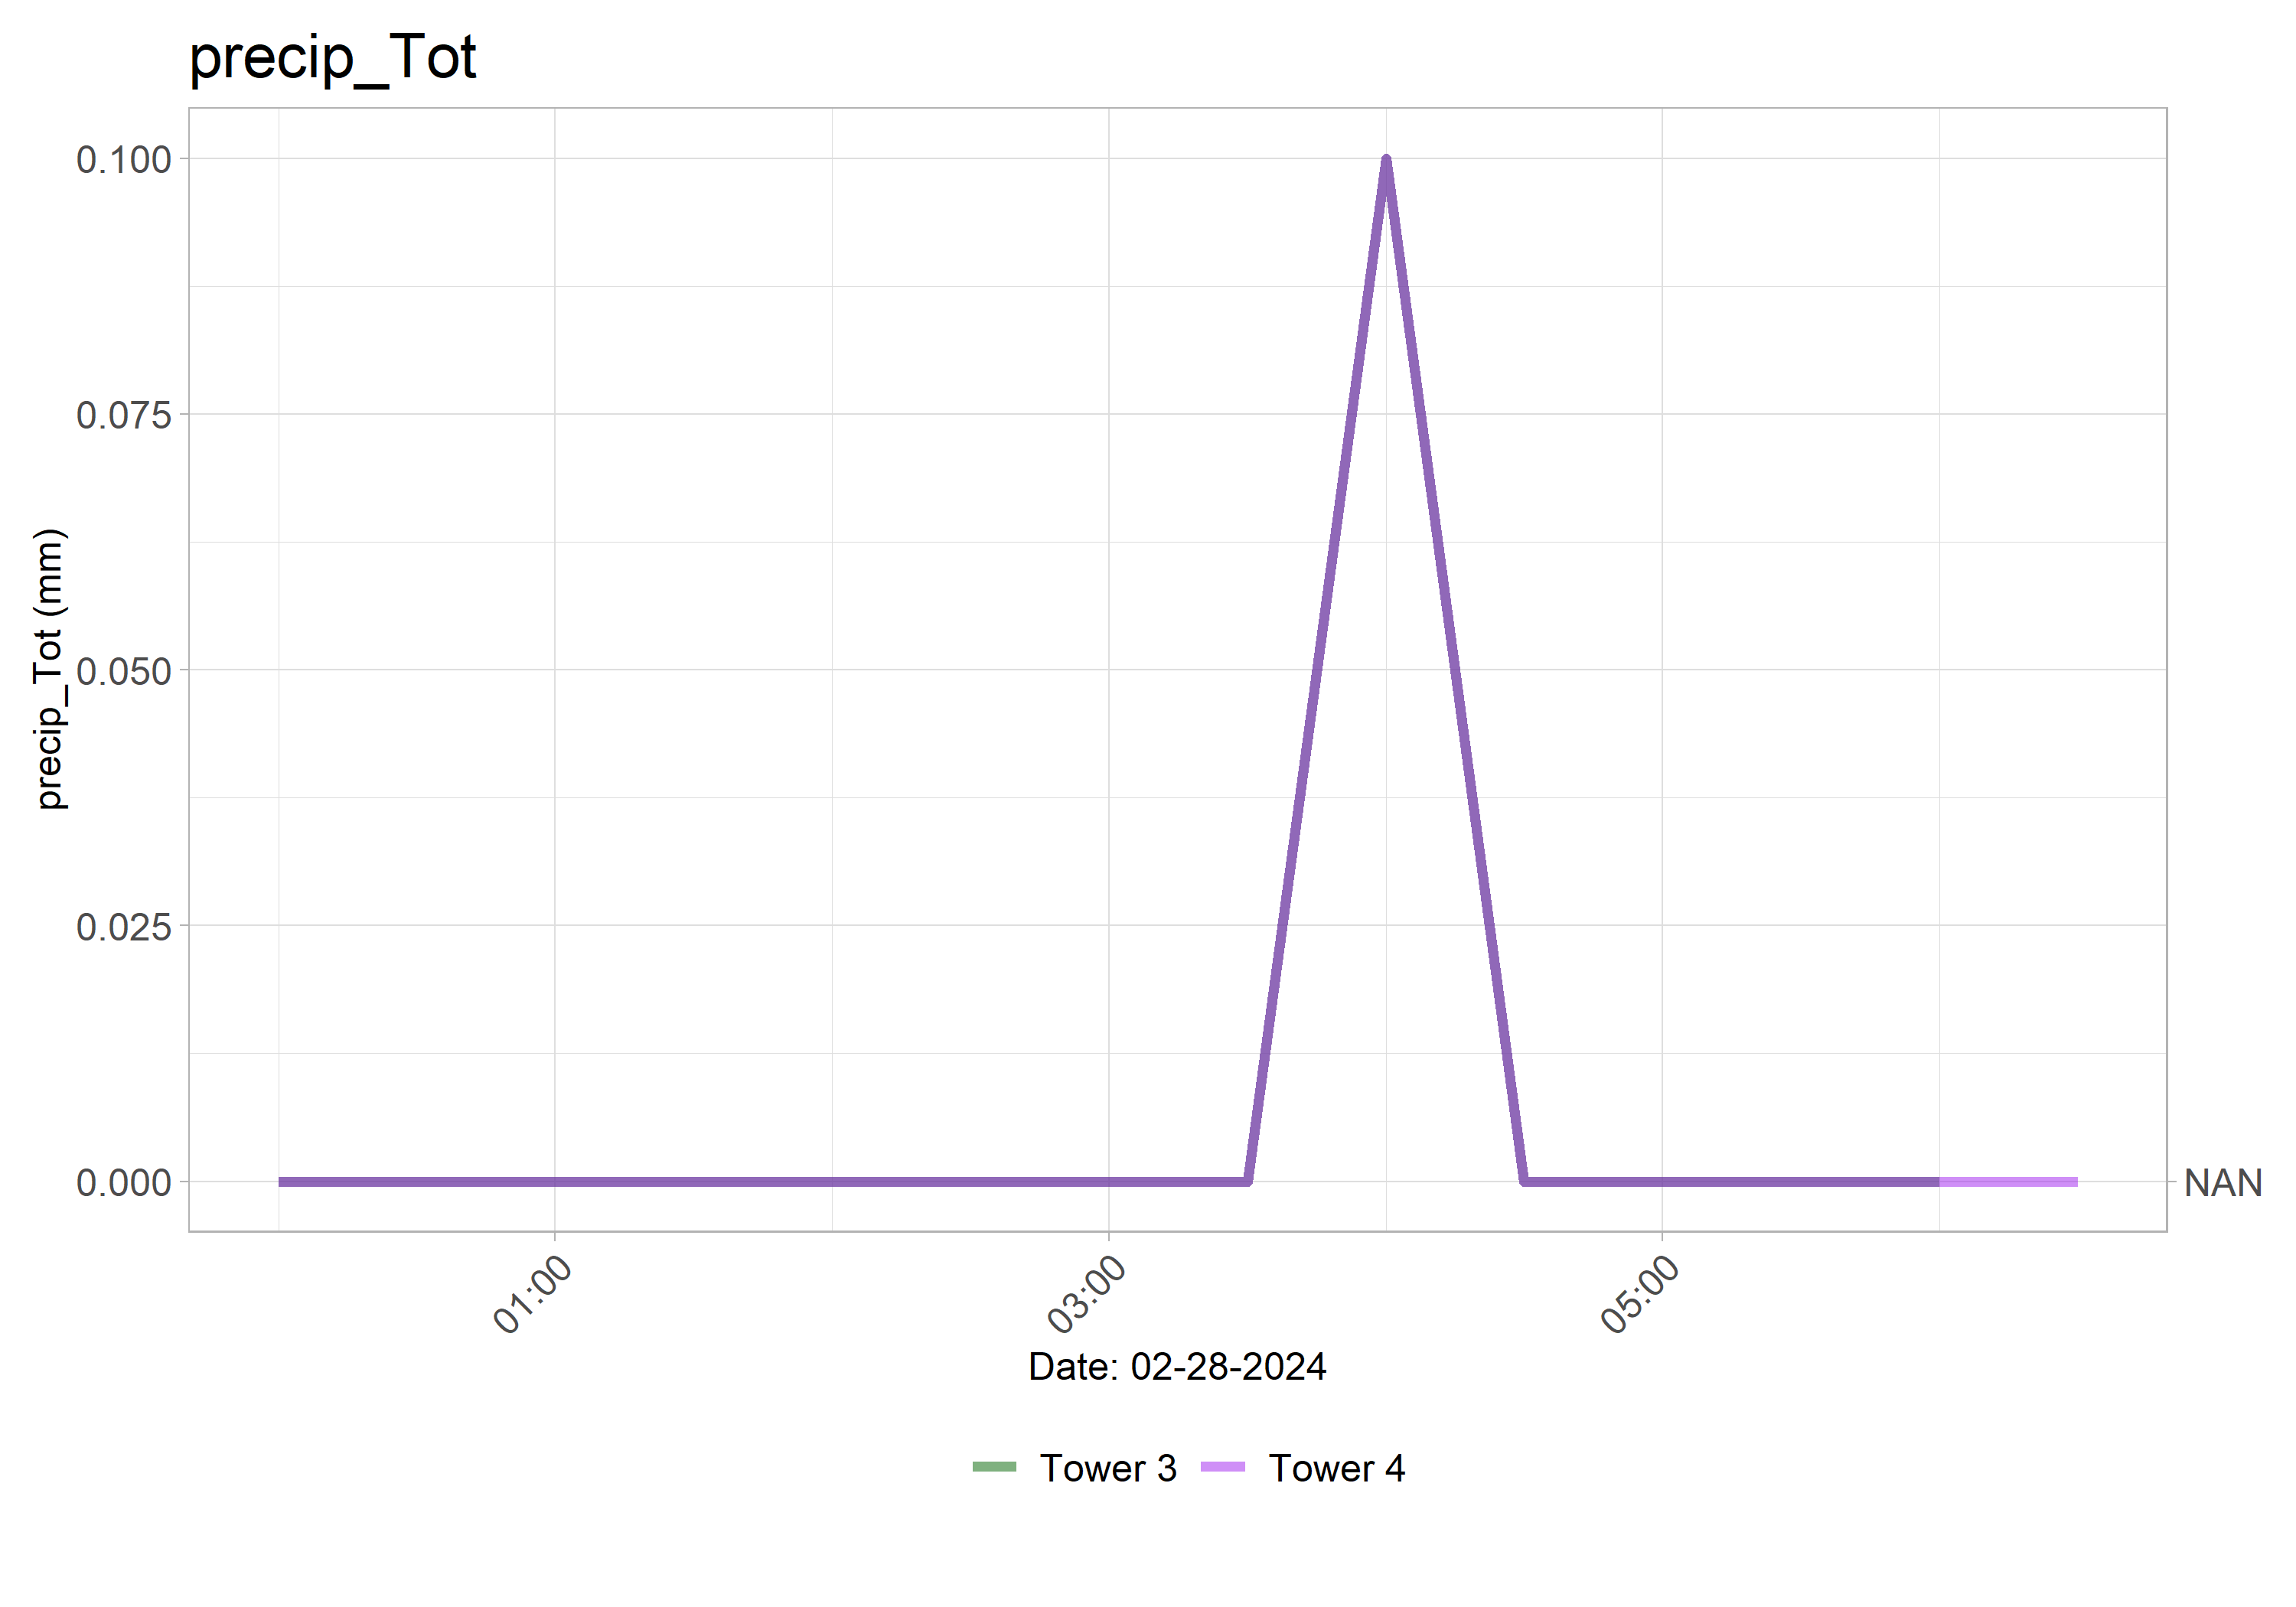 precip_Tot
precip_Tot (mm)
0.100
0.075
0.050
0.025
0.000
NAN
01:00
03:00
05:00
Date: 02-28-2024
Tower 3
Tower 4